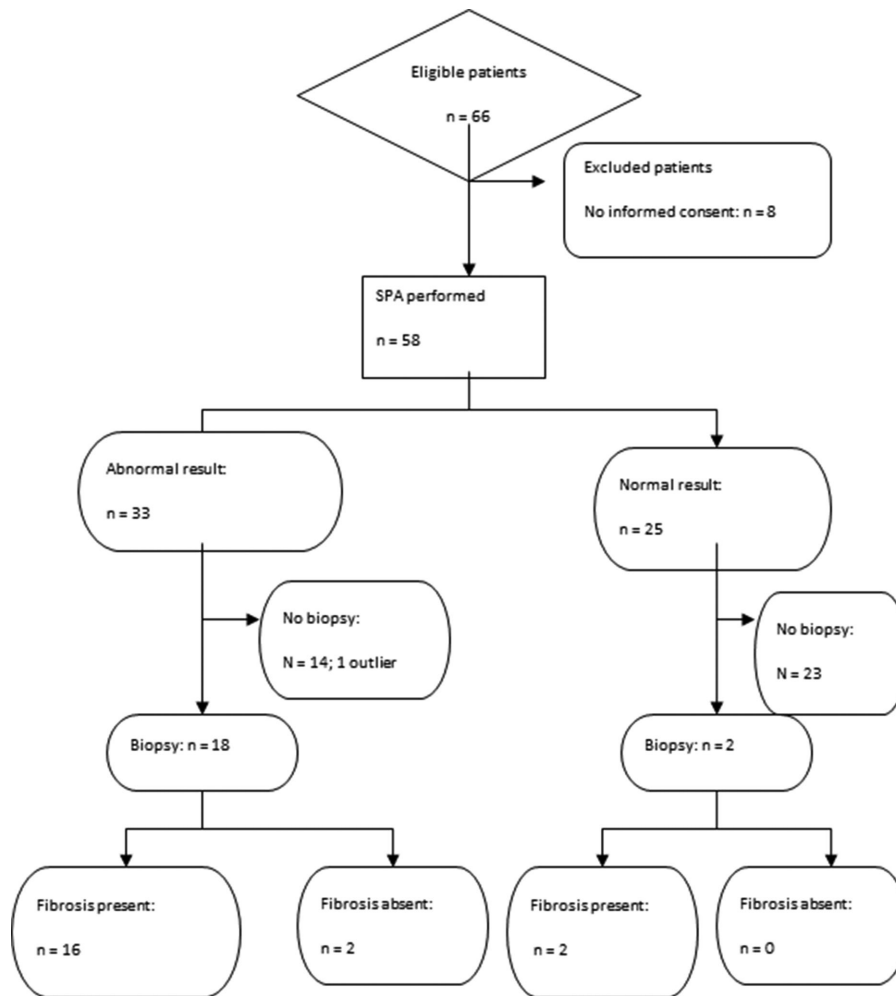 Eligible patients
n = 66
Excluded patients
No informed consent: n = 8
SPA performed
n = 58
Abnormal result:
n = 33
Normal result:
n = 25
No biopsy:
N = 14; 1 outlier
No biopsy:
N = 23
Biopsy: n = 18
Biopsy: n = 2
Fibrosis present:
n = 16
Fibrosis absent:
n = 2
Fibrosis present:
n = 2
Fibrosis absent:
n = 0